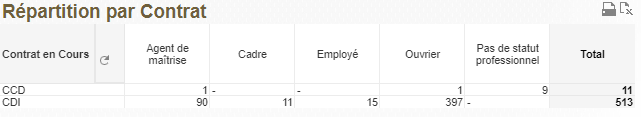 Répartition par Contrat
Contrat en Cours Agent de maîtrise Cadre Employé Ouvrier Pas de statut professionnel Total
CCD 1 - - 1 9 11
CDI 90 11 15 397 - 513